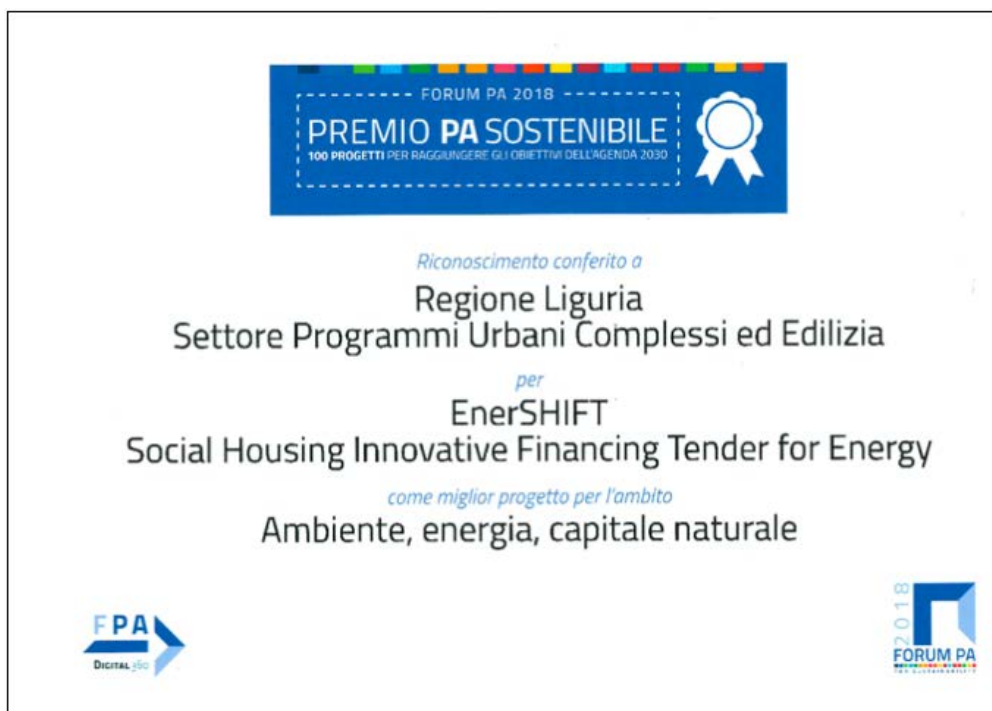 FORUM PA 2018
PREMIO PA SOSTENIBILE
100 PROGETTI PER RAGGIUNGERE GLI OBIETTIVI DELL'AGENDA 2030
Riconoscimento conferito a
Regione Liguria
Settore Programmi Urbani Complessi ed Edilizia
per
EnerSHIFT
Social Housing Innovative Financing Tender for Energy
come miglior progetto per l'ambito
Ambiente, energia, capitale naturale
FPA
DIGITAL360
2018
FORUM PA